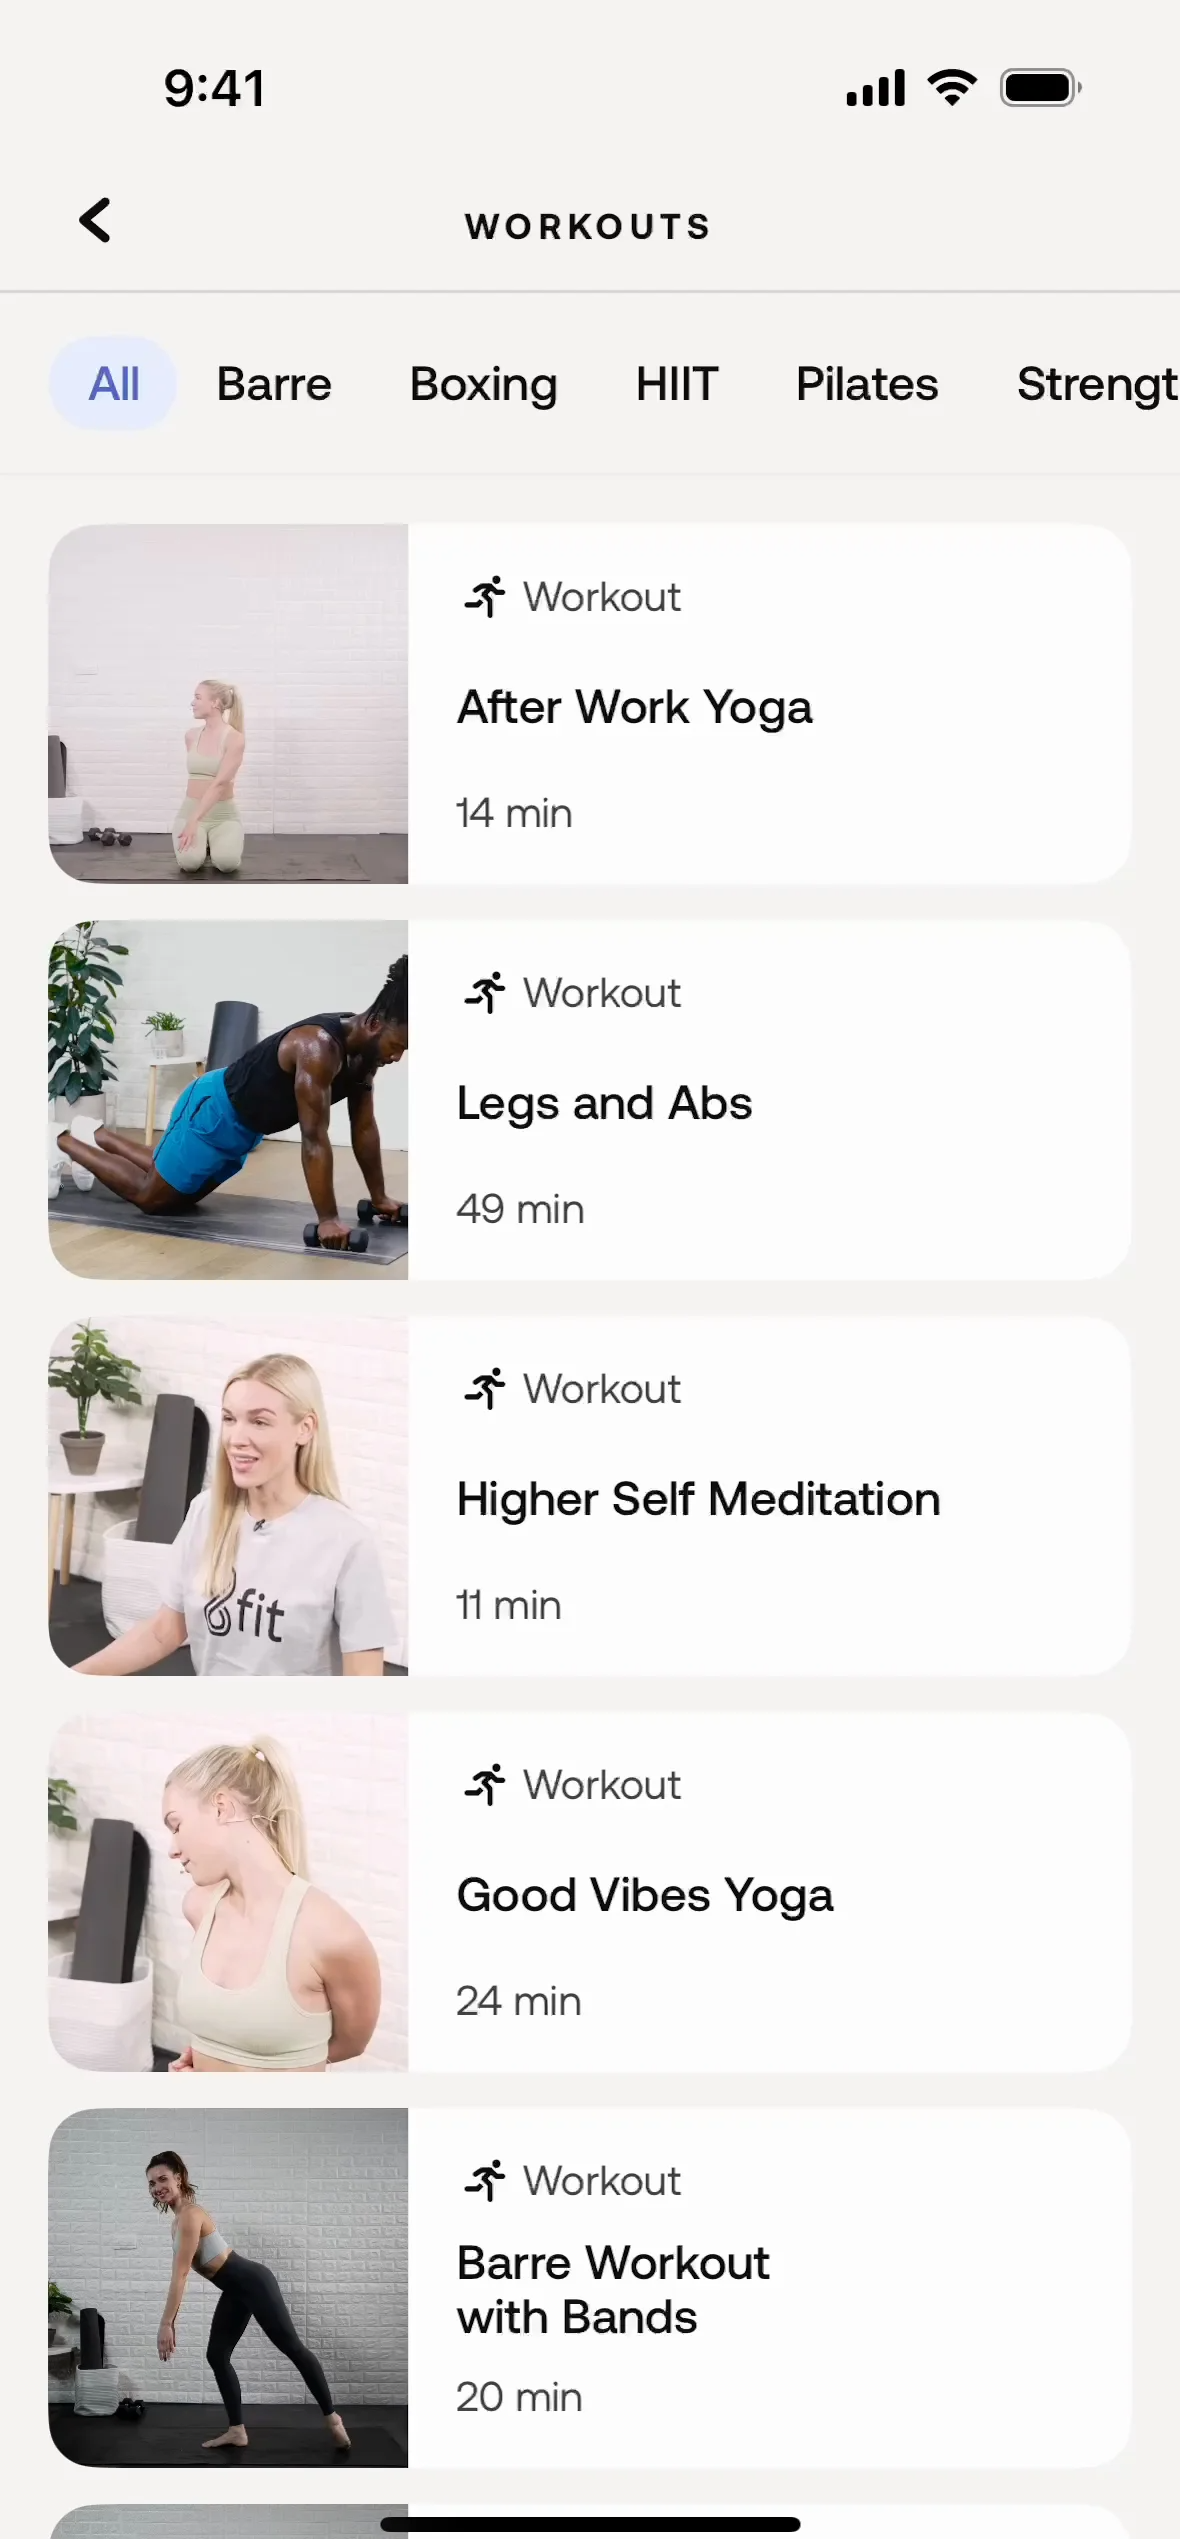 9:41
WORKOUTS
All Barre Boxing HIIT Pilates Strengt
Workout
After Work Yoga
14 min
Workout
Legs and Abs
49 min
Workout
Higher Self Meditation
11 min
8fit
Workout
Good Vibes Yoga
24 min
Workout
Barre Workout
with Bands
20 min